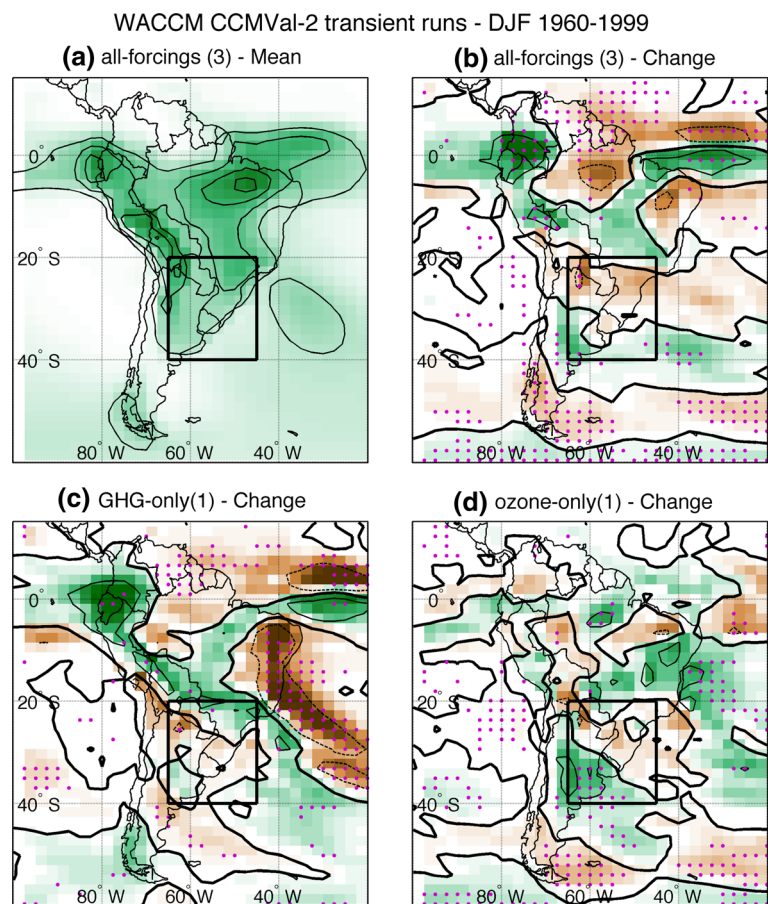 WACCM CCMVal-2 transient runs - DJF 1960-1999
(a) all-forcings (3) - Mean
(b) all-forcings (3) - Change
0°
20° S
40° S
80° W
60° W
40° W
0°
20° S
40° S
80° W
60° W
40° W
(c) GHG-only(1) - Change
(d) ozone-only(1) - Change
0°
20° S
40° S
80° W
60° W
40° W
0°
20° S
40° S
80° W
60° W
40° W